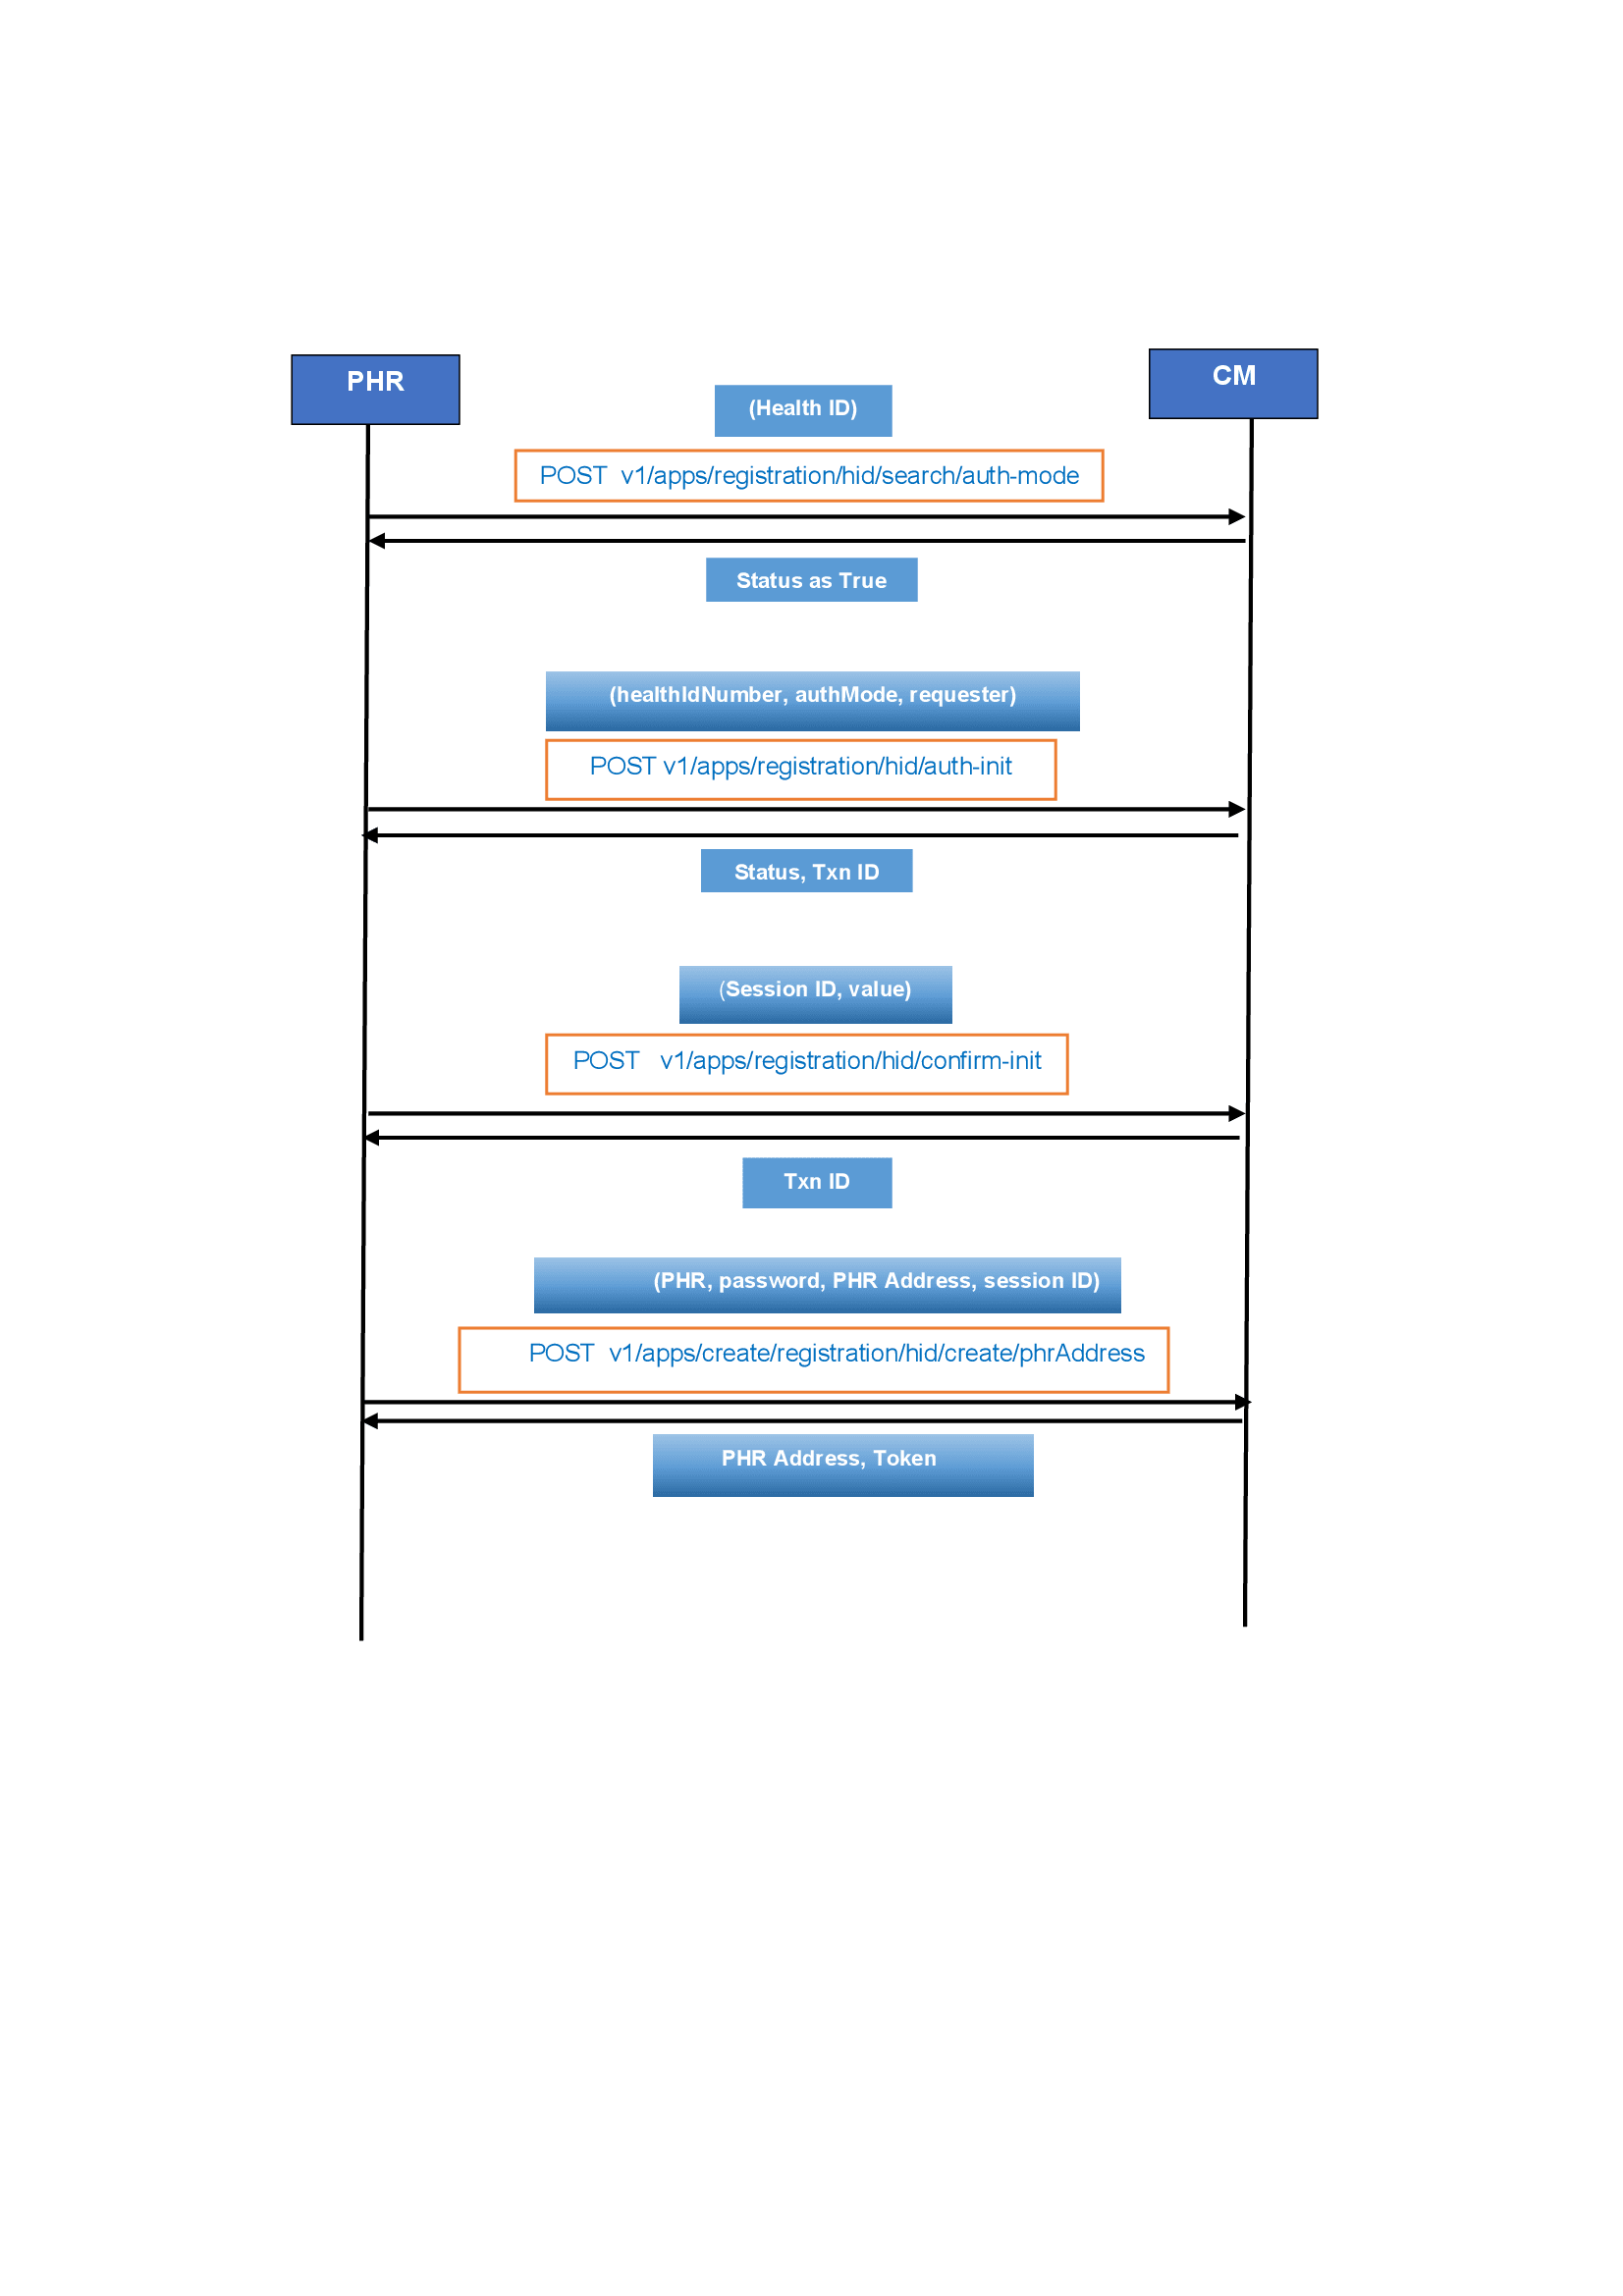 PHR
CM
(Health ID)
POST v1/apps/registration/hid/search/auth-mode
Status as True
(healthIdNumber, authMode, requester)
POST v1/apps/registration/hid/auth-init
Status, Txn ID
(Session ID, value)
POST v1/apps/registration/hid/confirm-init
Txn ID
(PHR, password, PHR Address, session ID)
POST v1/apps/create/registration/hid/create/phrAddress
PHR Address, Token